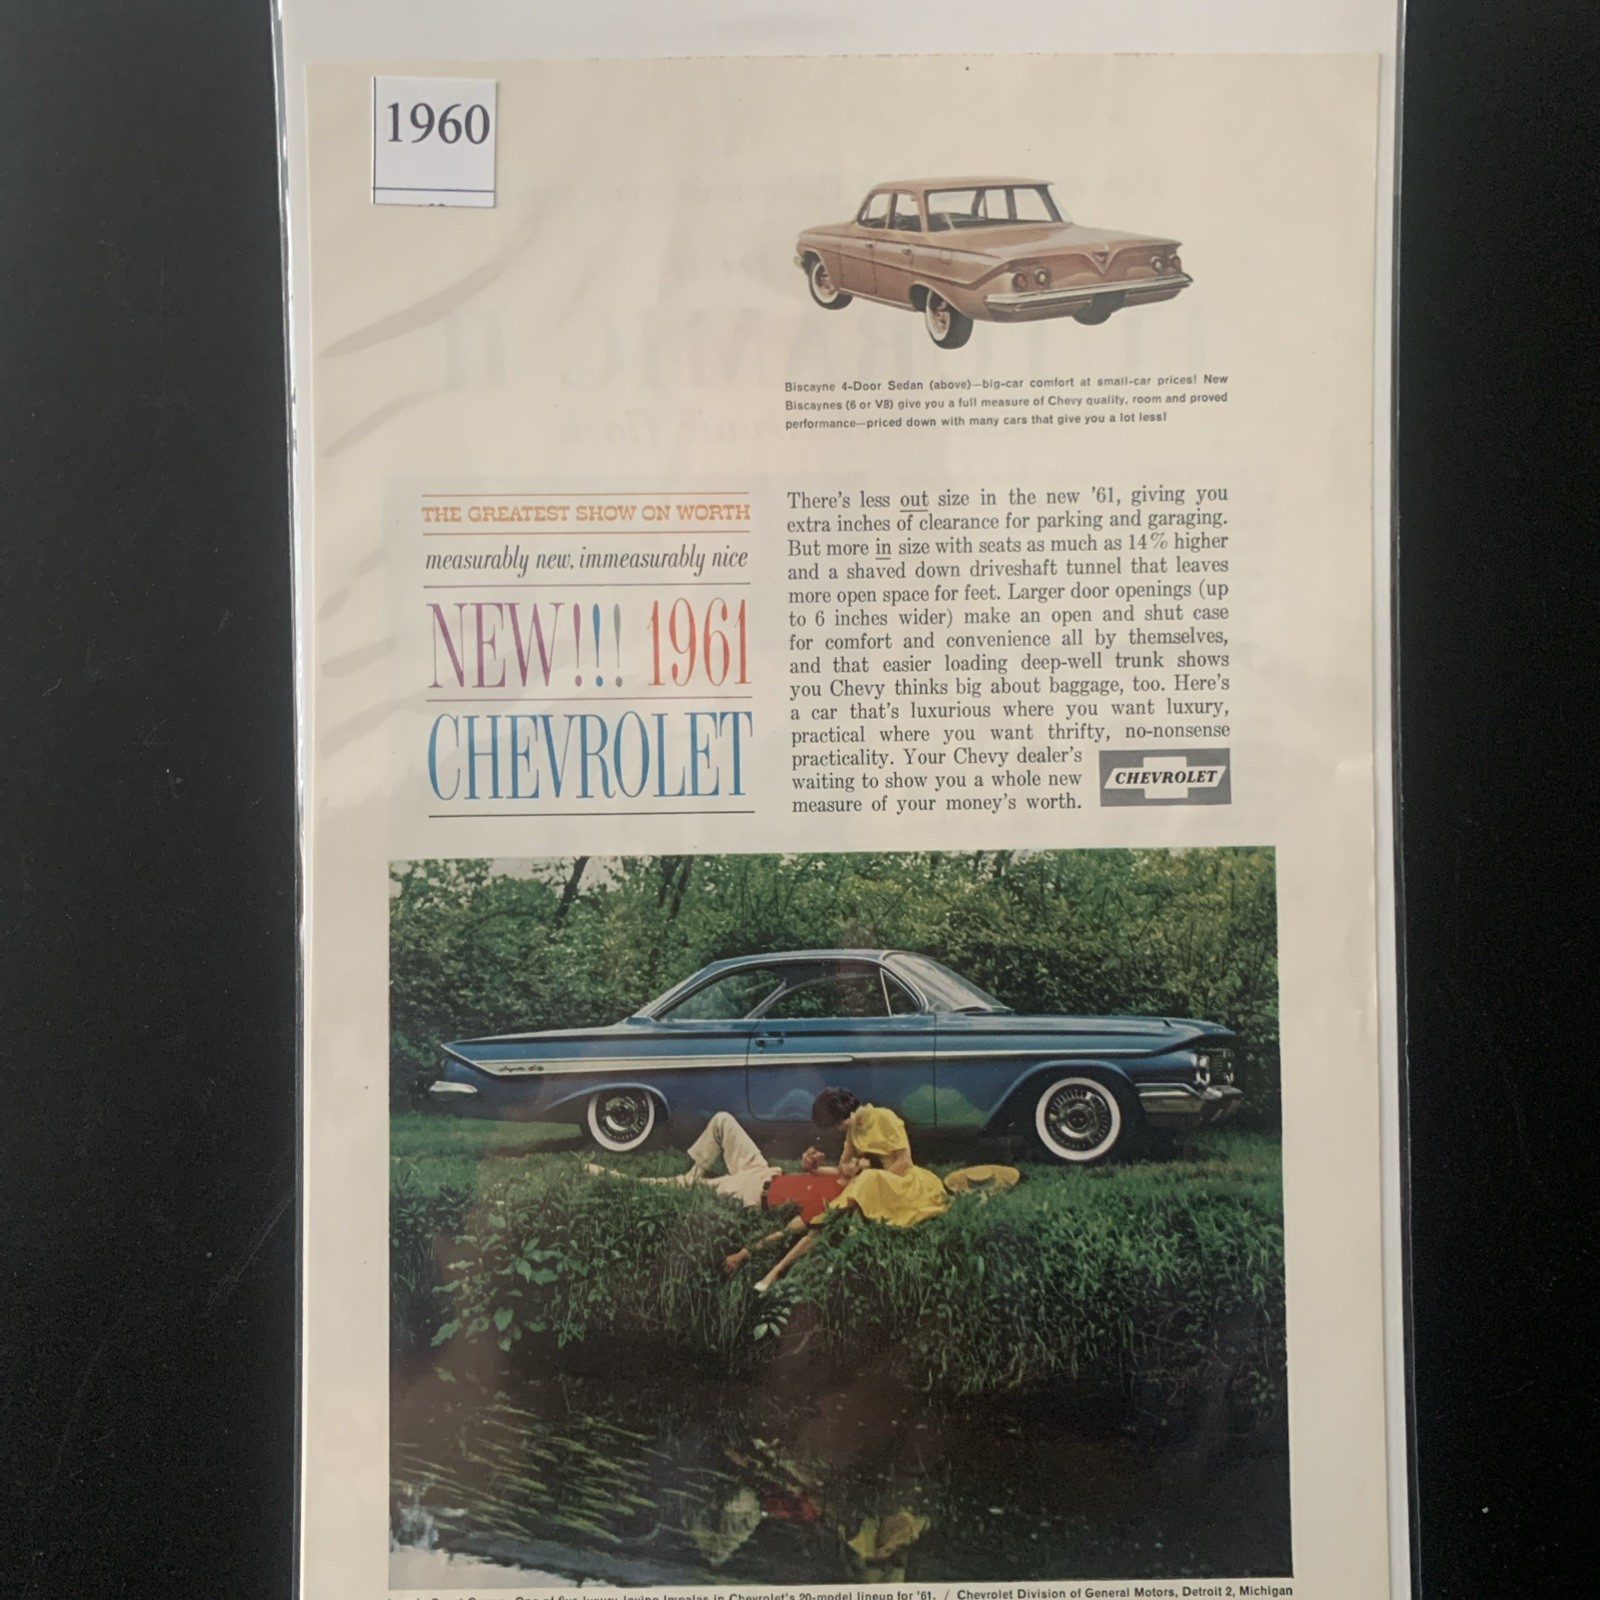 1960
Biscayne 4-Door Sedan (above)—big-car comfort at small-car prices! New
Biscaynes (6 or V8) give you a full measure of Chevy quality, room and proved
performance—priced down with many cars that give you a lot less!
THE GREATEST SHOW ON WORTH
measurably new, immeasurably nice
NEW!!! 1961
CHEVROLET
There's less out size in the new '61, giving you
extra inches of clearance for parking and garaging.
But more in size with seats as much as 14% higher
and a shaved down driveshaft tunnel that leaves
more open space for feet. Larger door openings (up
to 6 inches wider) make an open and shut case
for comfort and convenience all by themselves,
and that easier loading deep-well trunk shows
you Chevy thinks big about baggage, too. Here's
a car that's luxurious where you want luxury,
practical where you want thrifty, no-nonsense
practicality. Your Chevy dealer's
waiting to show you a whole new
measure of your money's worth.
CHEVROLET
Impalas in Chevrolet's 20-model lineup for '61. / Chevrolet Division of General Motors, Detroit 2, Michigan